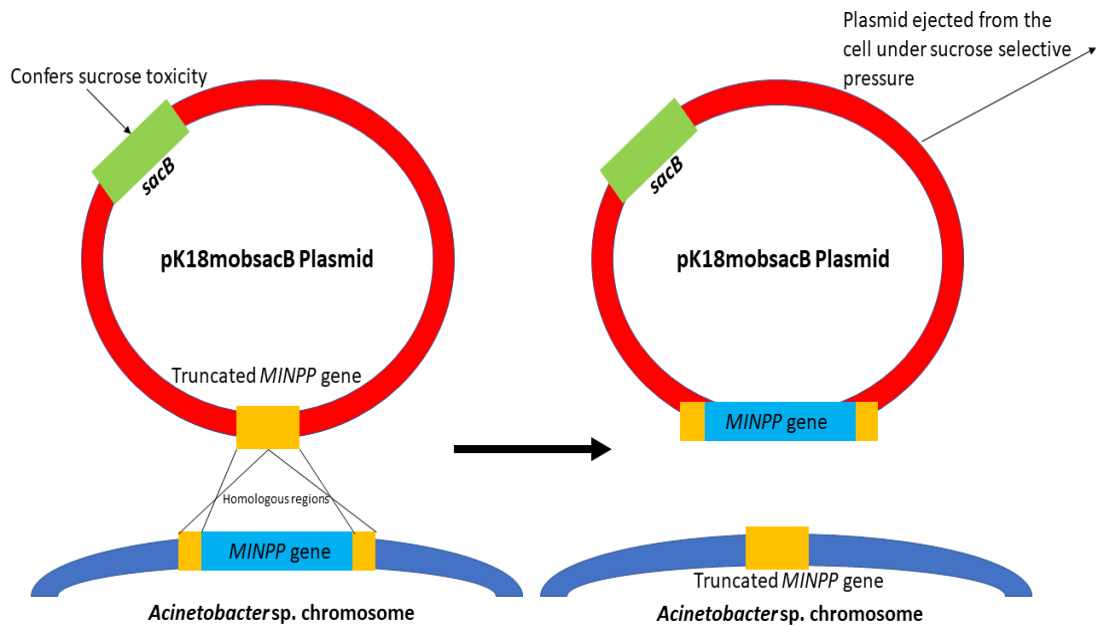 Confers sucrose toxicity
sacB
pK18mobsacB Plasmid
Truncated MINPP gene
Homologous regions
MINPP gene
Acinetobacter sp. chromosome
Plasmid ejected from the
cell under sucrose selective
pressure
sacB
pK18mobsacB Plasmid
MINPP gene
Truncated MINPP gene
Acinetobacter sp. chromosome